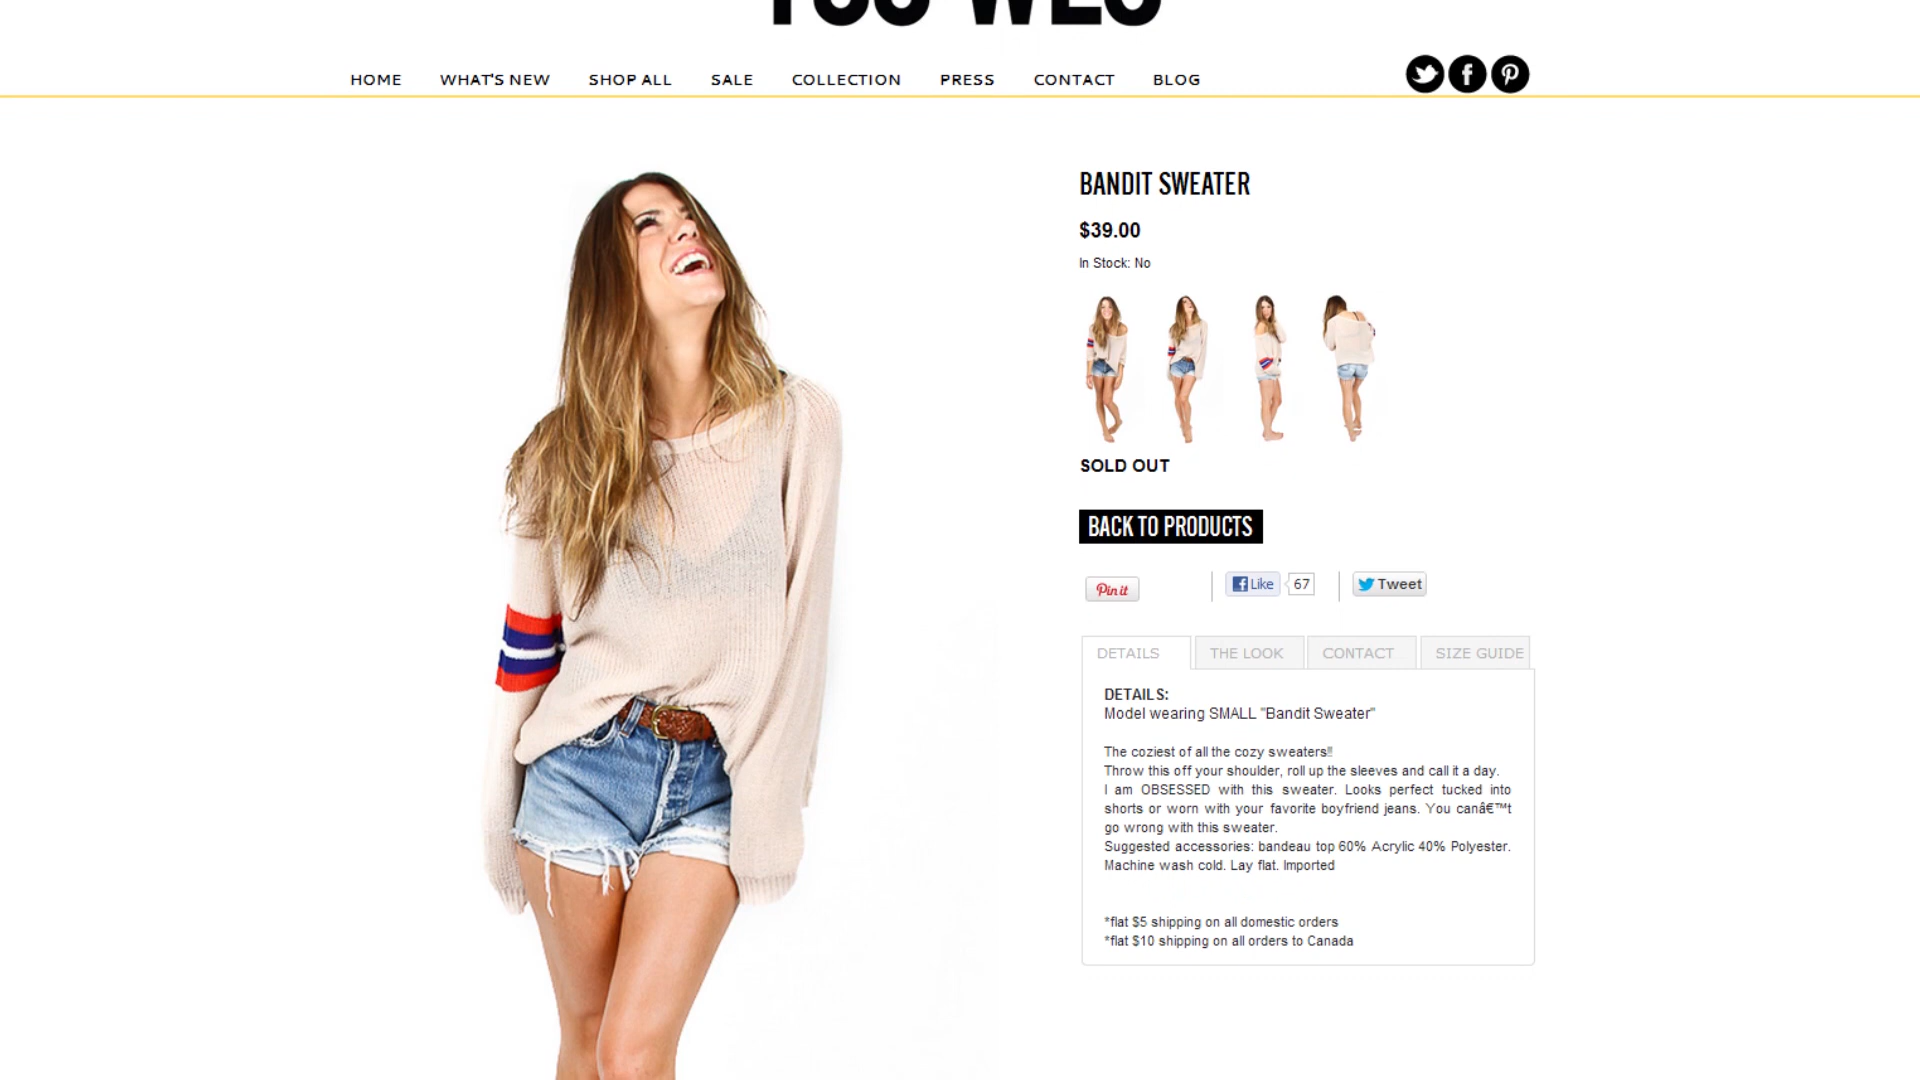 HOME WHAT'S NEW SHOP ALL SALE COLLECTION PRESS CONTACT BLOG
BANDIT SWEATER
$39.00
In Stock: No
SOLD OUT
BACK TO PRODUCTS
Pin it
Like 67
Tweet
DETAILS THE LOOK CONTACT SIZE GUIDE
DETAILS:
Model wearing SMALL "Bandit Sweater"
The coziest of all the cozy sweaters!!
Throw this off your shoulder, roll up the sleeves and call it a day.
I am OBSESSED with this sweater. Looks perfect tucked into
shorts or worn with your favorite boyfriend jeans. You canâ€™t
go wrong with this sweater.
Suggested accessories: bandeau top 60% Acrylic 40% Polyester.
Machine wash cold. Lay flat. Imported
*flat $5 shipping on all domestic orders
*flat $10 shipping on all orders to Canada